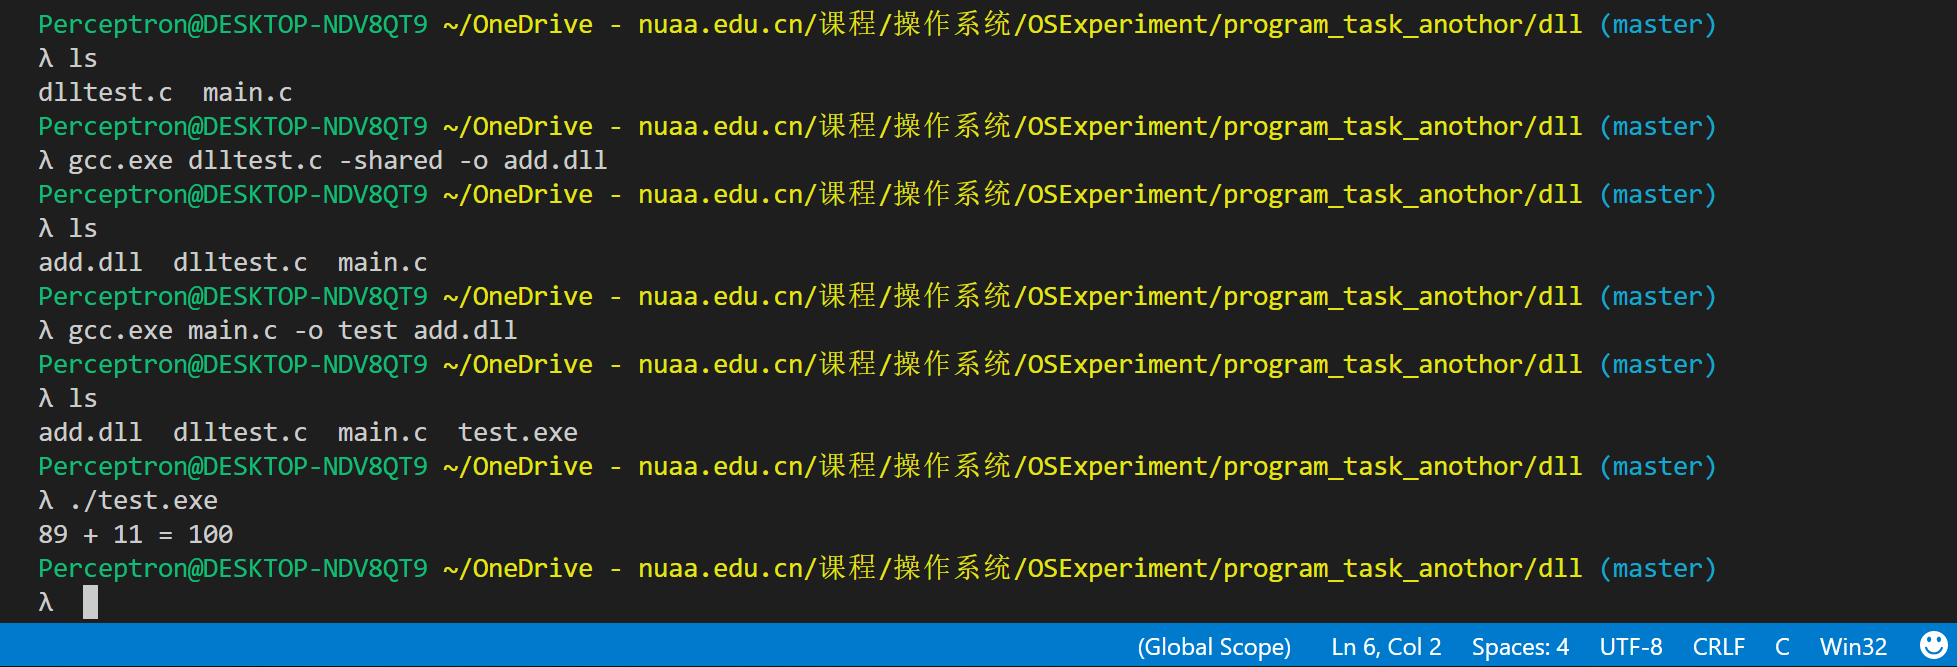 Perceptron@DESKTOP-NDV8QT9 ~/OneDrive - nuaa.edu.cn/课程/操作系统/OSExperiment/program_task_anothor/dll (master)
λ ls
dlltest.c  main.c
Perceptron@DESKTOP-NDV8QT9 ~/OneDrive - nuaa.edu.cn/课程/操作系统/OSExperiment/program_task_anothor/dll (master)
λ gcc.exe dlltest.c -shared -o add.dll
Perceptron@DESKTOP-NDV8QT9 ~/OneDrive - nuaa.edu.cn/课程/操作系统/OSExperiment/program_task_anothor/dll (master)
λ ls
add.dll  dlltest.c  main.c
Perceptron@DESKTOP-NDV8QT9 ~/OneDrive - nuaa.edu.cn/课程/操作系统/OSExperiment/program_task_anothor/dll (master)
λ gcc.exe main.c -o test add.dll
Perceptron@DESKTOP-NDV8QT9 ~/OneDrive - nuaa.edu.cn/课程/操作系统/OSExperiment/program_task_anothor/dll (master)
λ ls
add.dll  dlltest.c  main.c  test.exe
Perceptron@DESKTOP-NDV8QT9 ~/OneDrive - nuaa.edu.cn/课程/操作系统/OSExperiment/program_task_anothor/dll (master)
λ ./test.exe
89 + 11 = 100
Perceptron@DESKTOP-NDV8QT9 ~/OneDrive - nuaa.edu.cn/课程/操作系统/OSExperiment/program_task_anothor/dll (master)
λ
(Global Scope)  Ln 6, Col 2  Spaces: 4  UTF-8  CRLF  C  Win32